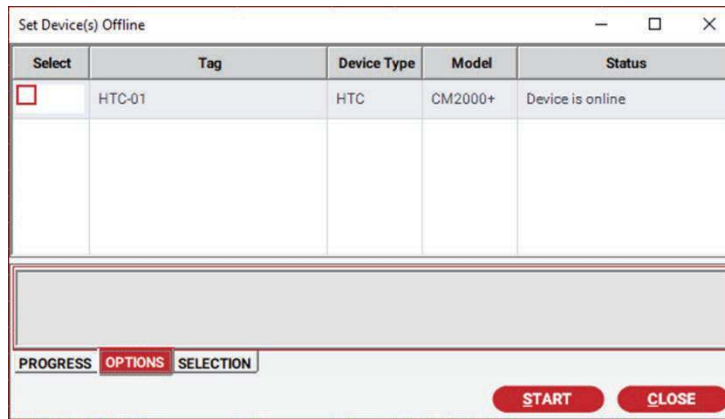 Set Device(s) Offline
Select Tag Device Type Model Status
HTC-01 HTC CM2000+ Device is online
PROGRESS OPTIONS SELECTION
START CLOSE